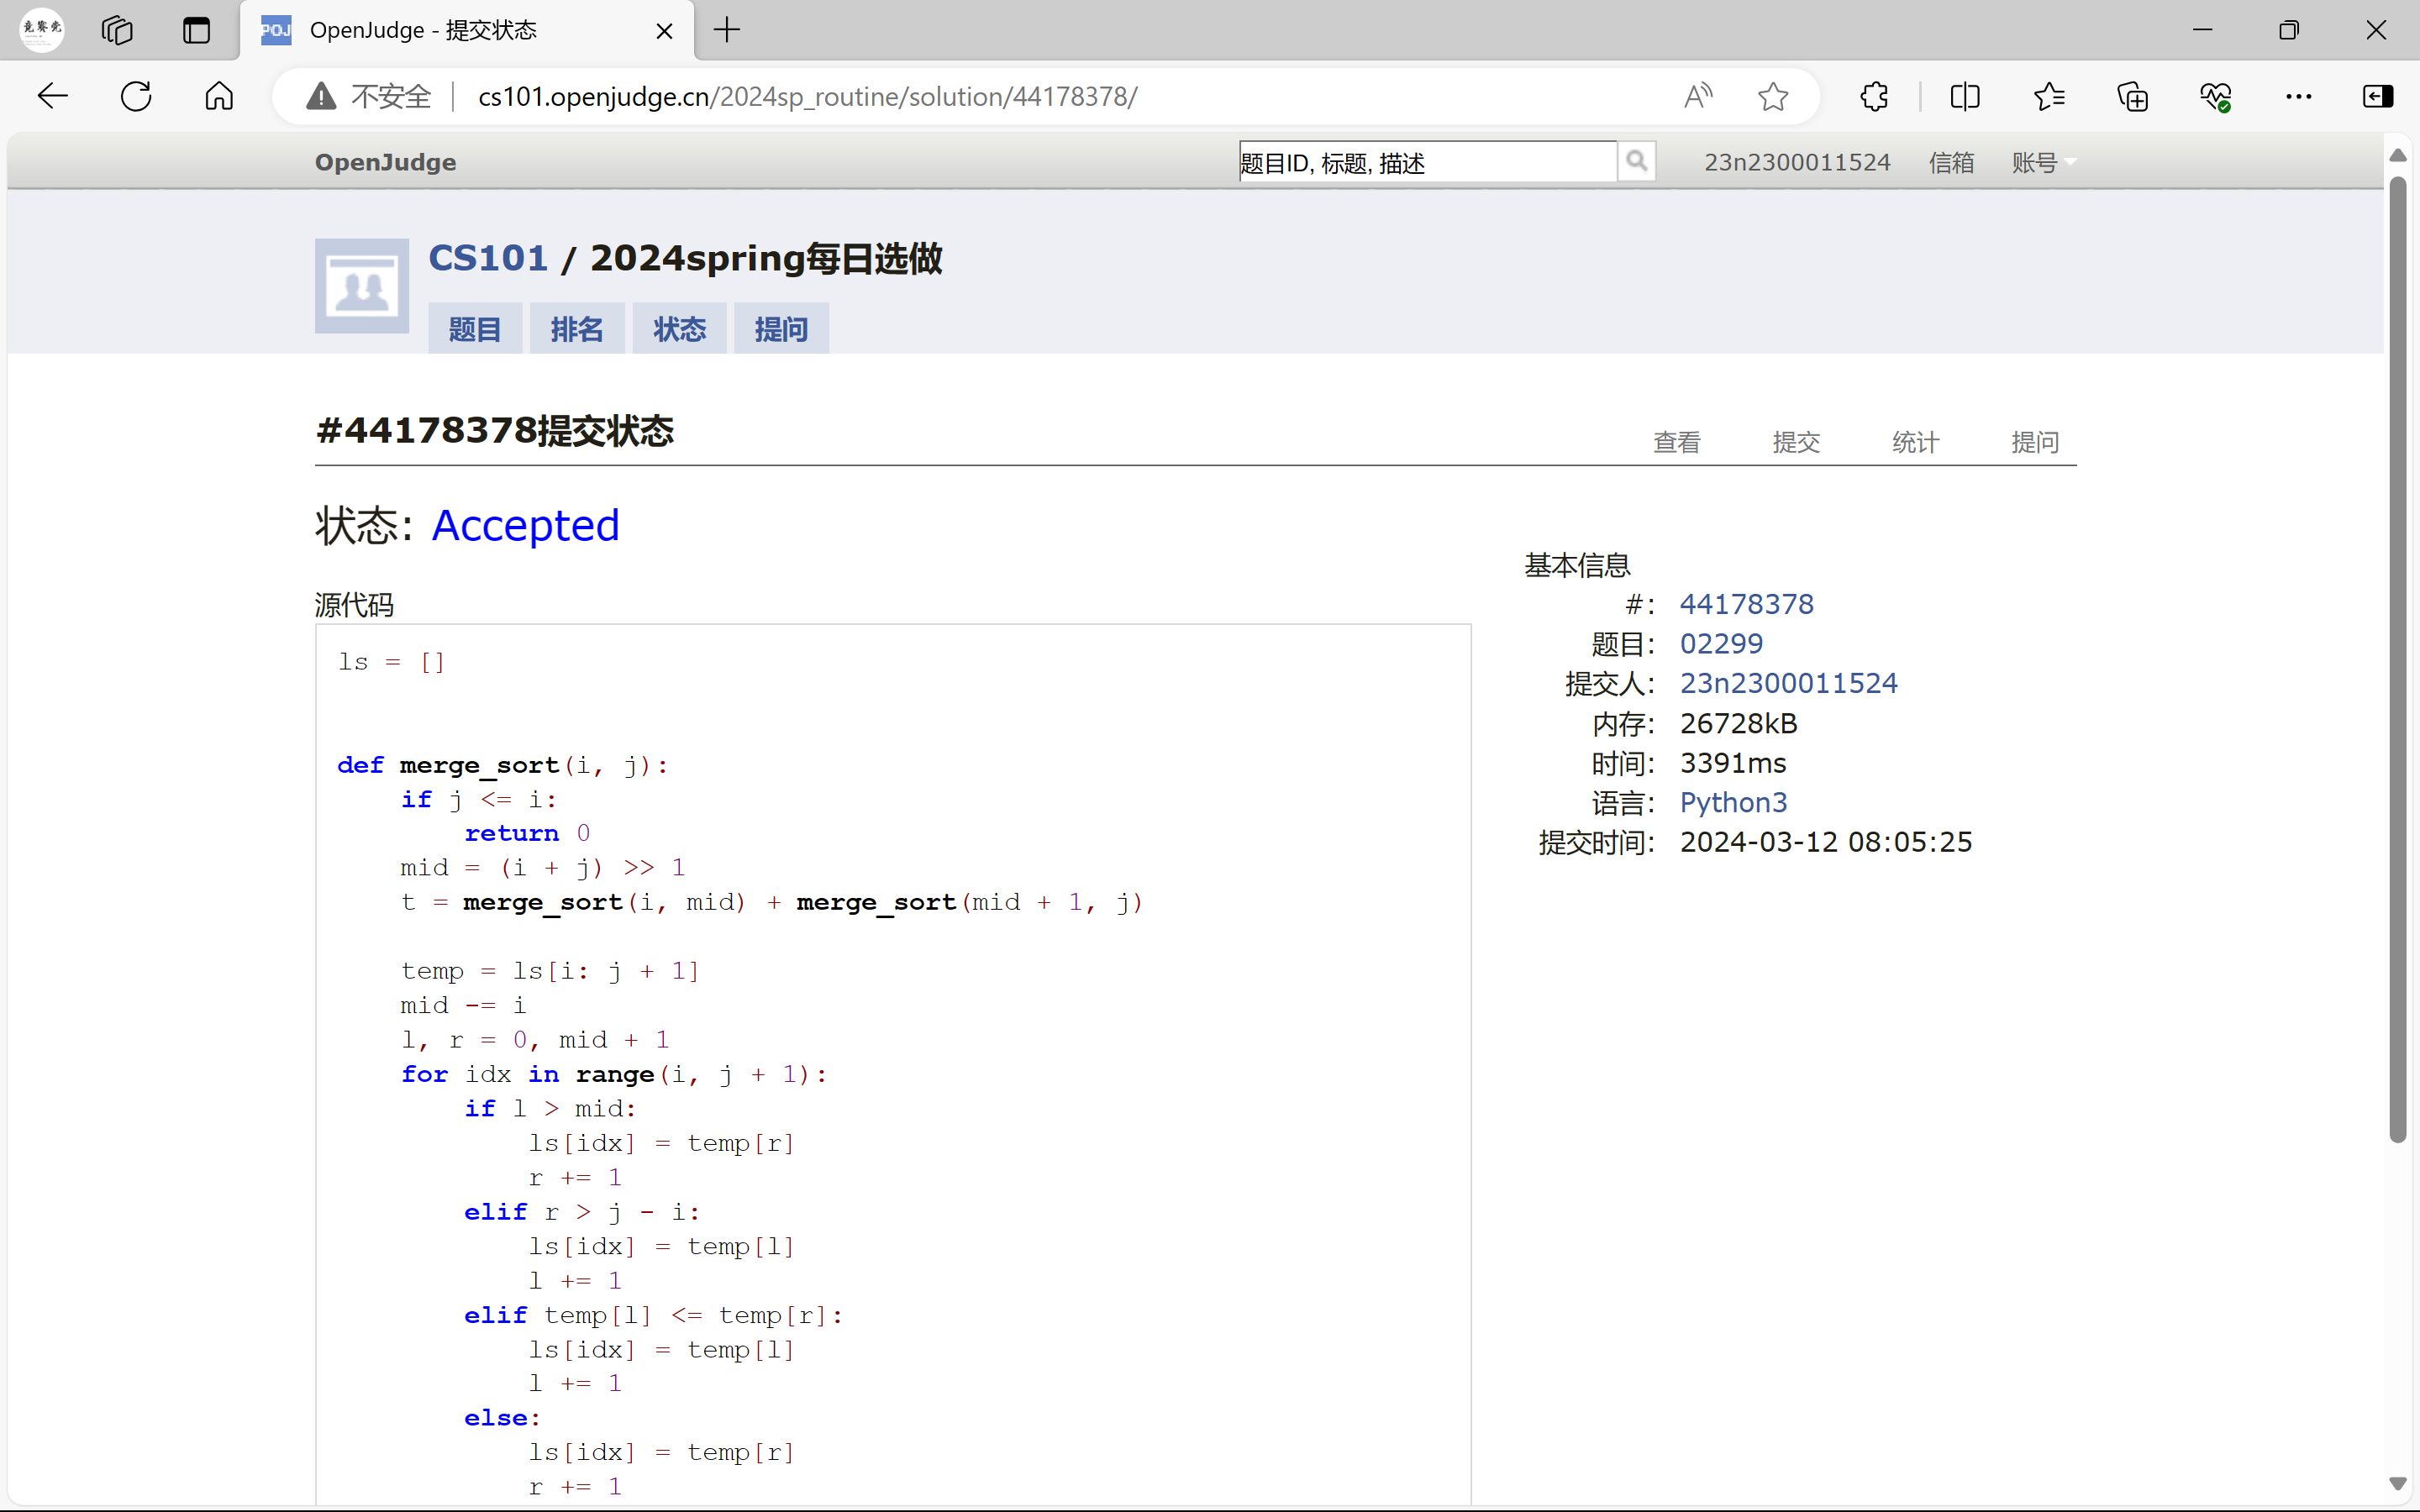 竞赛党
POJ
OpenJudge - 提交状态
不安全
cs101.openjudge.cn/2024sp_routine/solution/44178378/
OpenJudge
题目ID, 标题, 描述
23n2300011524
信箱
账号
CS101 / 2024spring每日选做
题目
排名
状态
提问
#44178378提交状态
查看
提交
统计
提问
状态: Accepted
源代码
ls = []
def merge_sort(i, j):
    if j <= i:
        return 0
    mid = (i + j) >> 1
    t = merge_sort(i, mid) + merge_sort(mid + 1, j)
    temp = ls[i: j + 1]
    mid -= i
    l, r = 0, mid + 1
    for idx in range(i, j + 1):
        if l > mid:
            ls[idx] = temp[r]
            r += 1
        elif r > j - i:
            ls[idx] = temp[l]
            l += 1
        elif temp[l] <= temp[r]:
            ls[idx] = temp[l]
            l += 1
        else:
            ls[idx] = temp[r]
            r += 1
基本信息
#: 44178378
题目: 02299
提交人: 23n2300011524
内存: 26728kB
时间: 3391ms
语言: Python3
提交时间: 2024-03-12 08:05:25